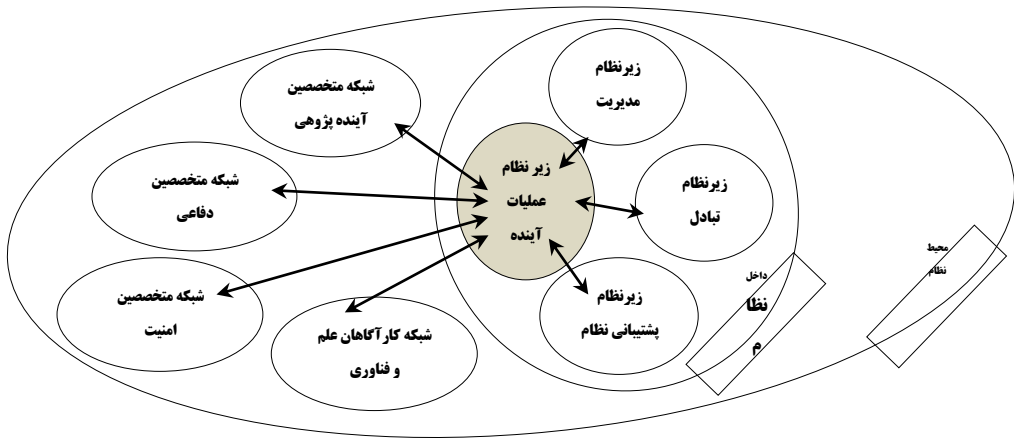 زیرنظام
مدیریت
شبکه متخصصین
آینده پژوهی
زیر نظام
عملیات
آینده
زیرنظام
تبادل
شبکه متخصصین
دفاعی
محیط
نظام
داخل
نظا
م
زیرنظام
پشتیبانی نظام
شبکه متخصصین
امنیت
شبکه کارآگاهان علم
و فناوری